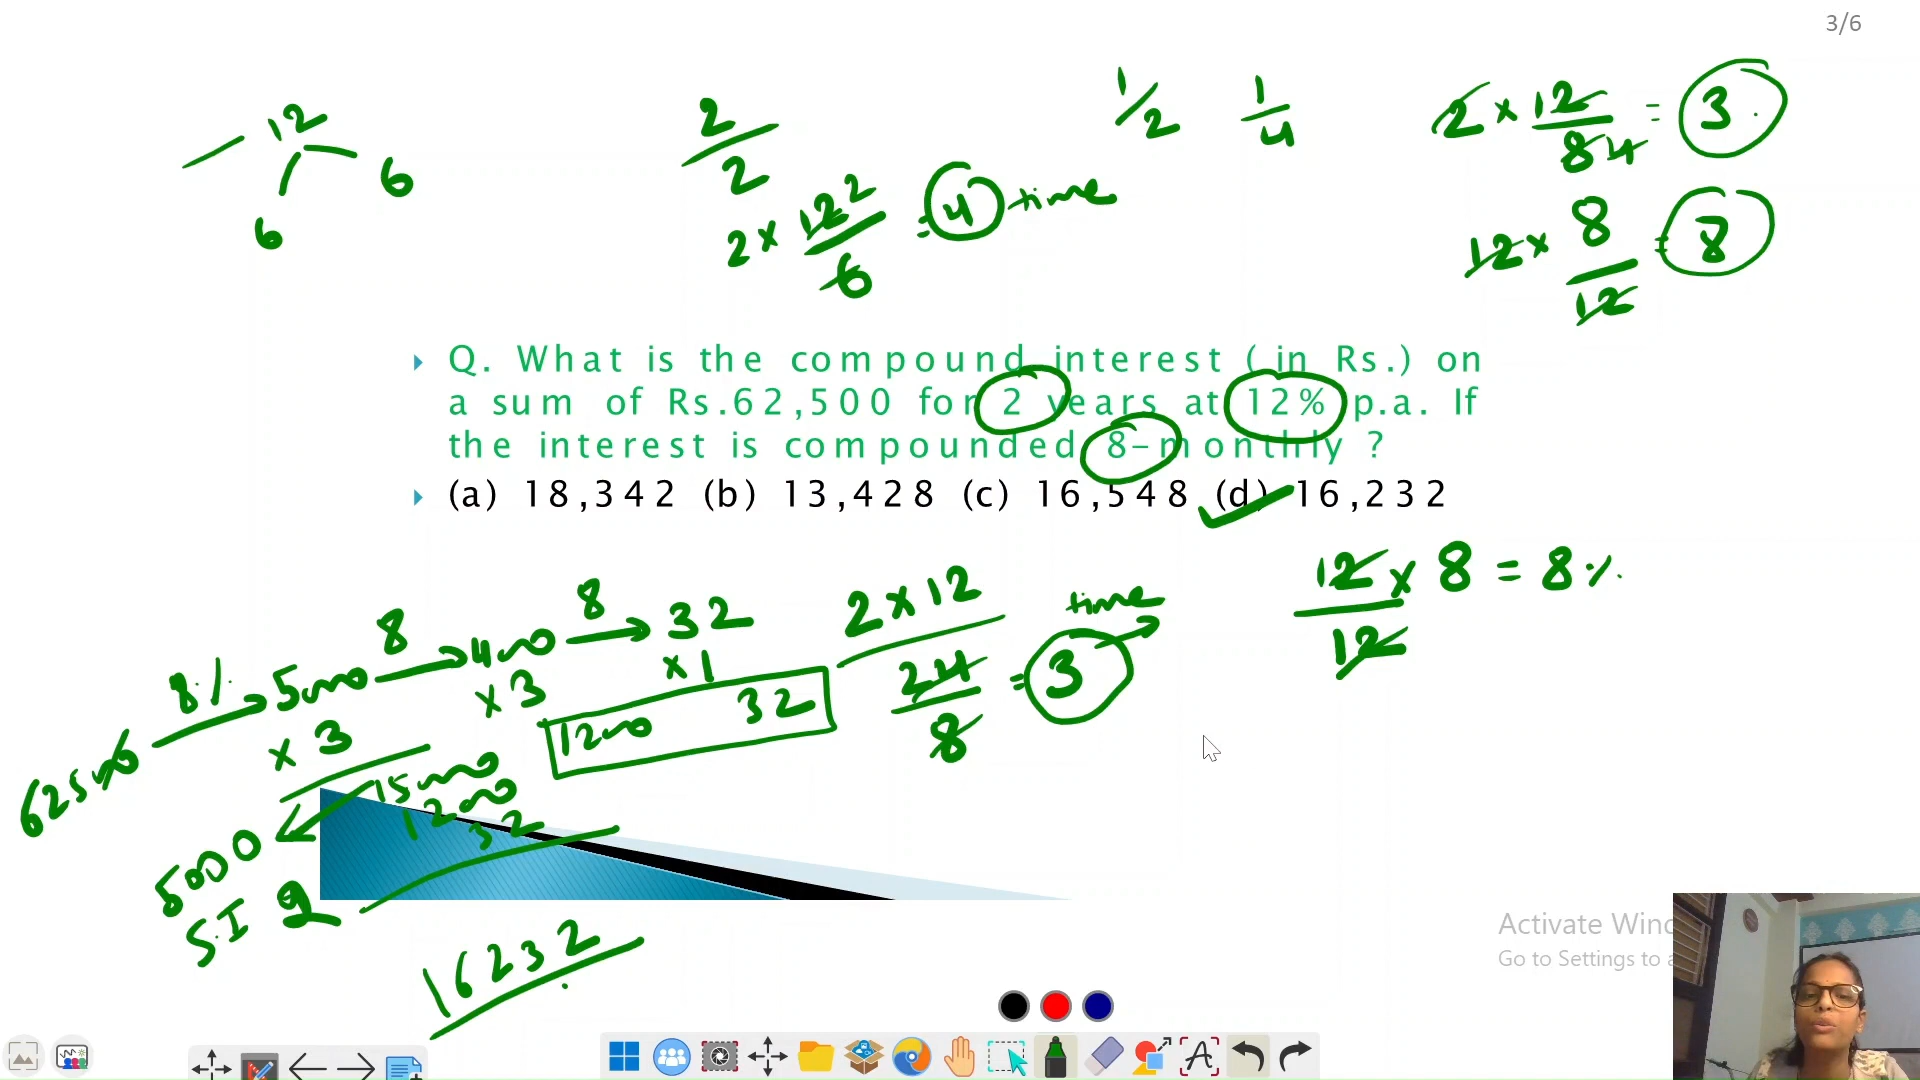 3/6
12
6 6
2/2
2 × 12 2/6 = 4 time
1/2 1/4
2 × 12/8 4 = 3
12 × 8/12 = 8
Q. What is the compound interest ( in Rs.) on
a sum of Rs.62,500 for 2 years at 12% p.a. If
the interest is compounded 8-monthly ?
(a) 18,342 (b) 13,428 (c) 16,548 (d) 16,232
12/12 × 8 = 8%
8% 8 8
5000 400 32
× 3 × 3 × 1
2 × 12
24/8 = 3 time
1200 32
15000
1200
32
5000
S.I
16232
Activate Wind
Go to Settings to a